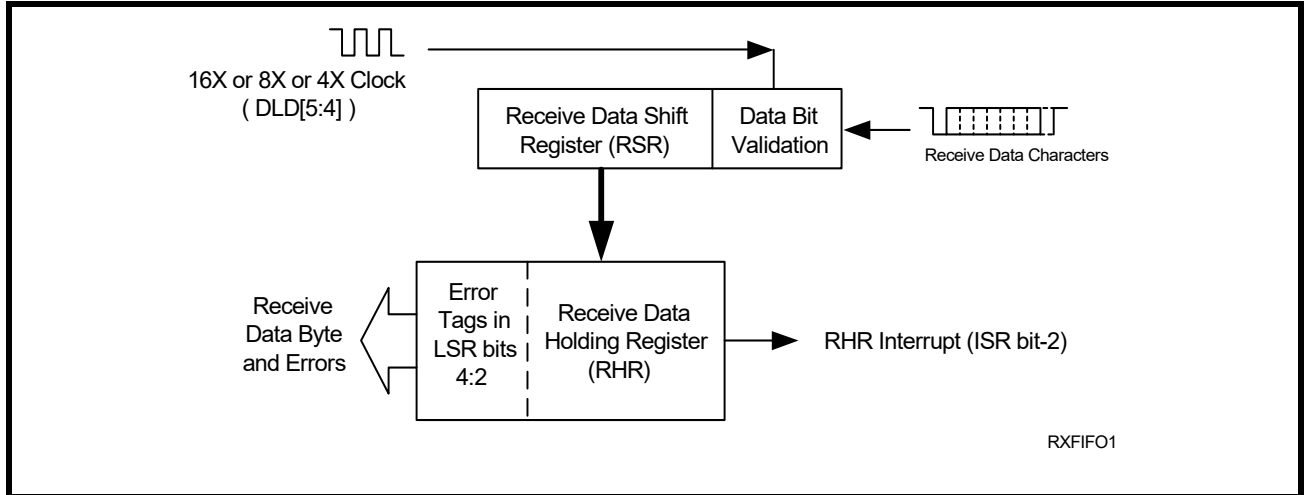 16X or 8X or 4X Clock
( DLD[5:4] )
Receive Data Shift
Register (RSR)
Data Bit
Validation
Receive Data Characters
Receive
Data Byte
and Errors
Error
Tags in
LSR bits
4:2
Receive Data
Holding Register
(RHR)
RHR Interrupt (ISR bit-2)
RXFIFO1